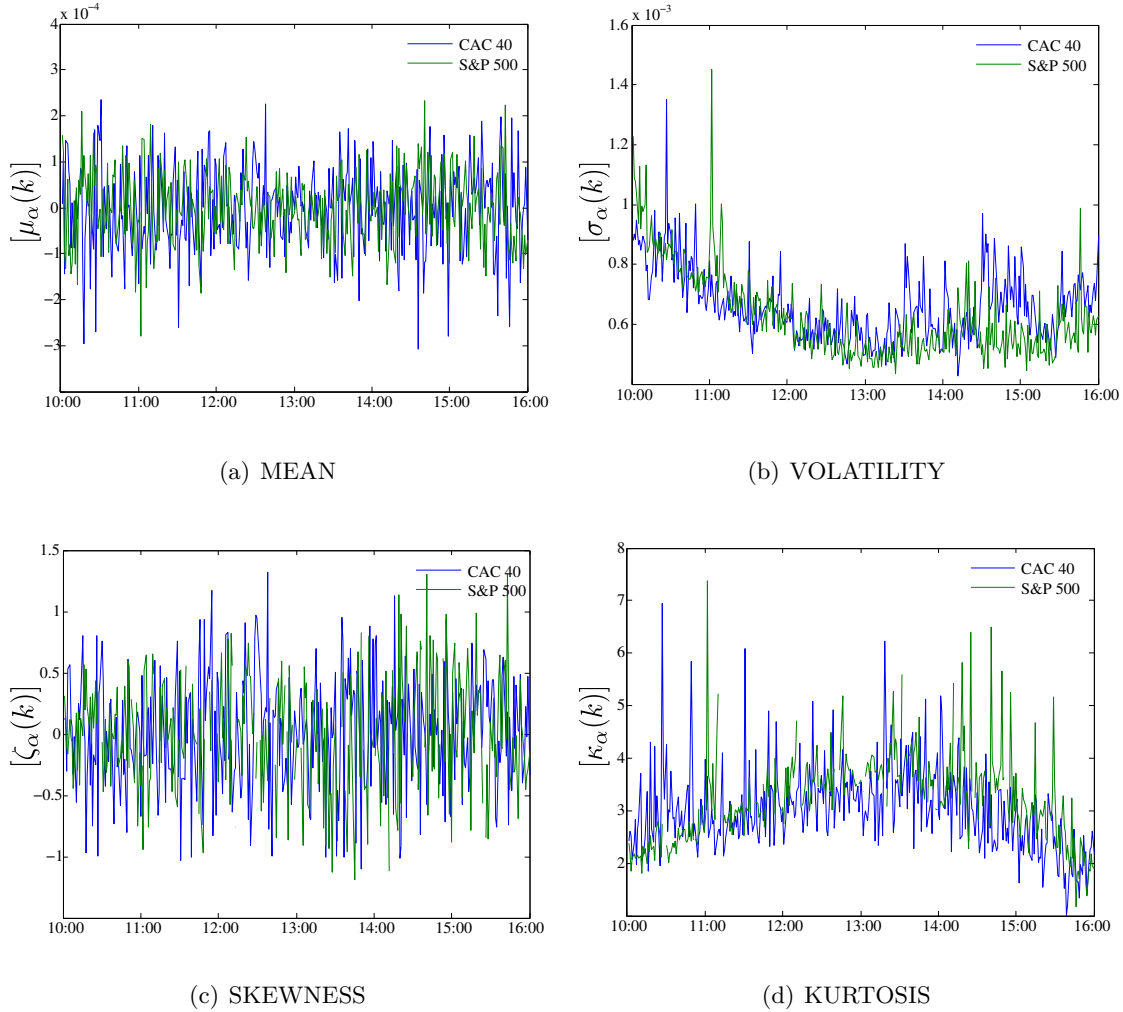 x 10⁻⁴
4
3
2
1
0
−1
−2
−3
[μα(k)]
CAC 40
S&P 500
10:00 11:00 12:00 13:00 14:00 15:00 16:00
(a) MEAN
x 10⁻³
1.6
1.4
1.2
1
0.8
0.6
[σα(k)]
CAC 40
S&P 500
10:00 11:00 12:00 13:00 14:00 15:00 16:00
(b) VOLATILITY
1.5
1
0.5
0
−0.5
−1
[ζα(k)]
CAC 40
S&P 500
10:00 11:00 12:00 13:00 14:00 15:00 16:00
(c) SKEWNESS
8
7
6
5
4
3
2
[κα(k)]
CAC 40
S&P 500
10:00 11:00 12:00 13:00 14:00 15:00 16:00
(d) KURTOSIS